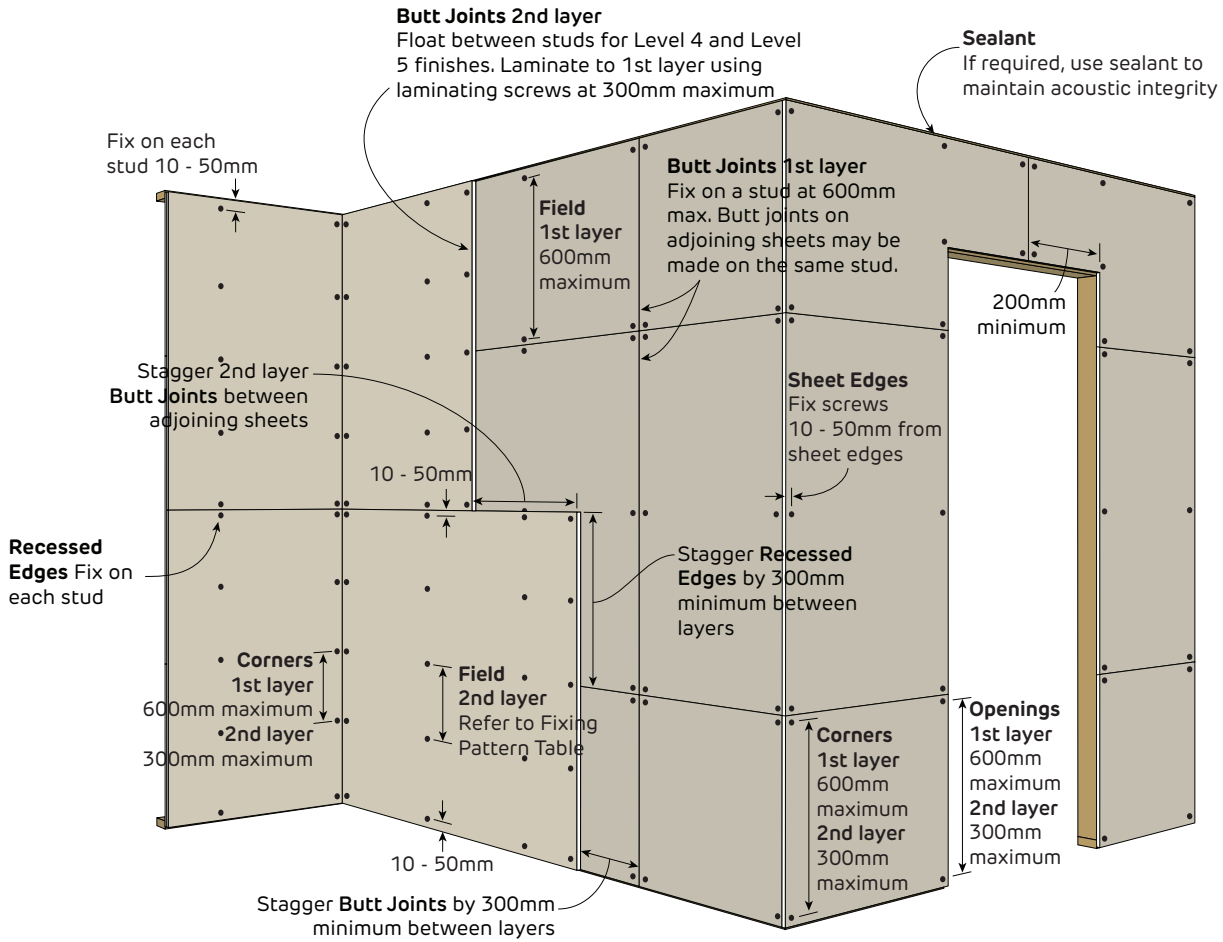 Butt Joints 2nd layer
Float between studs for Level 4 and Level
5 finishes. Laminate to 1st layer using
laminating screws at 300mm maximum
Sealant
If required, use sealant to
maintain acoustic integrity
Fix on each
stud 10 - 50mm
Butt Joints 1st layer
Fix on a stud at 600mm
max. Butt joints on
adjoining sheets may be
made on the same stud.
Field
1st layer
600mm
maximum
200mm
minimum
Stagger 2nd layer
Butt Joints between
adjoining sheets
Sheet Edges
Fix screws
10 - 50mm from
sheet edges
10 - 50mm
Recessed
Edges Fix on
each stud
Stagger Recessed
Edges by 300mm
minimum between
layers
Corners
1st layer
600mm maximum
2nd layer
300mm maximum
Field
2nd layer
Refer to Fixing
Pattern Table
Corners
1st layer
600mm
maximum
2nd layer
300mm
maximum
Openings
1st layer
600mm
maximum
2nd layer
300mm
maximum
10 - 50mm
Stagger Butt Joints by 300mm
minimum between layers